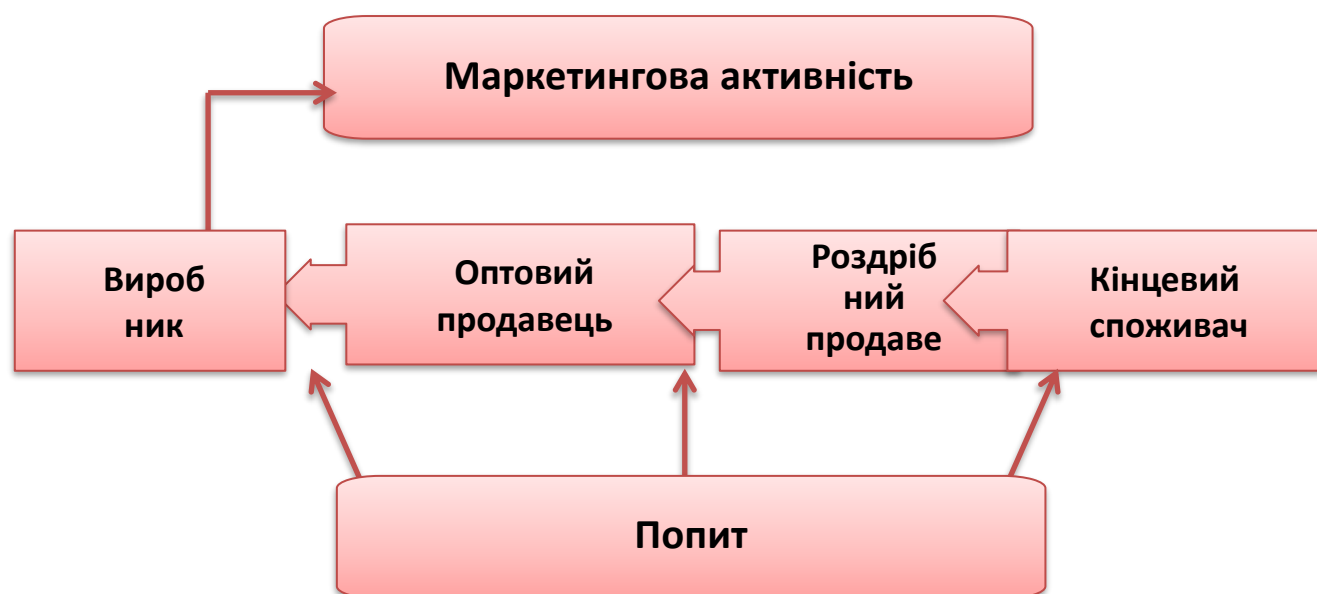 Маркетингова активність
Вироб
ник
Оптовий
продавець
Роздріб
ний
продаве
Кінцевий
споживач
Попит